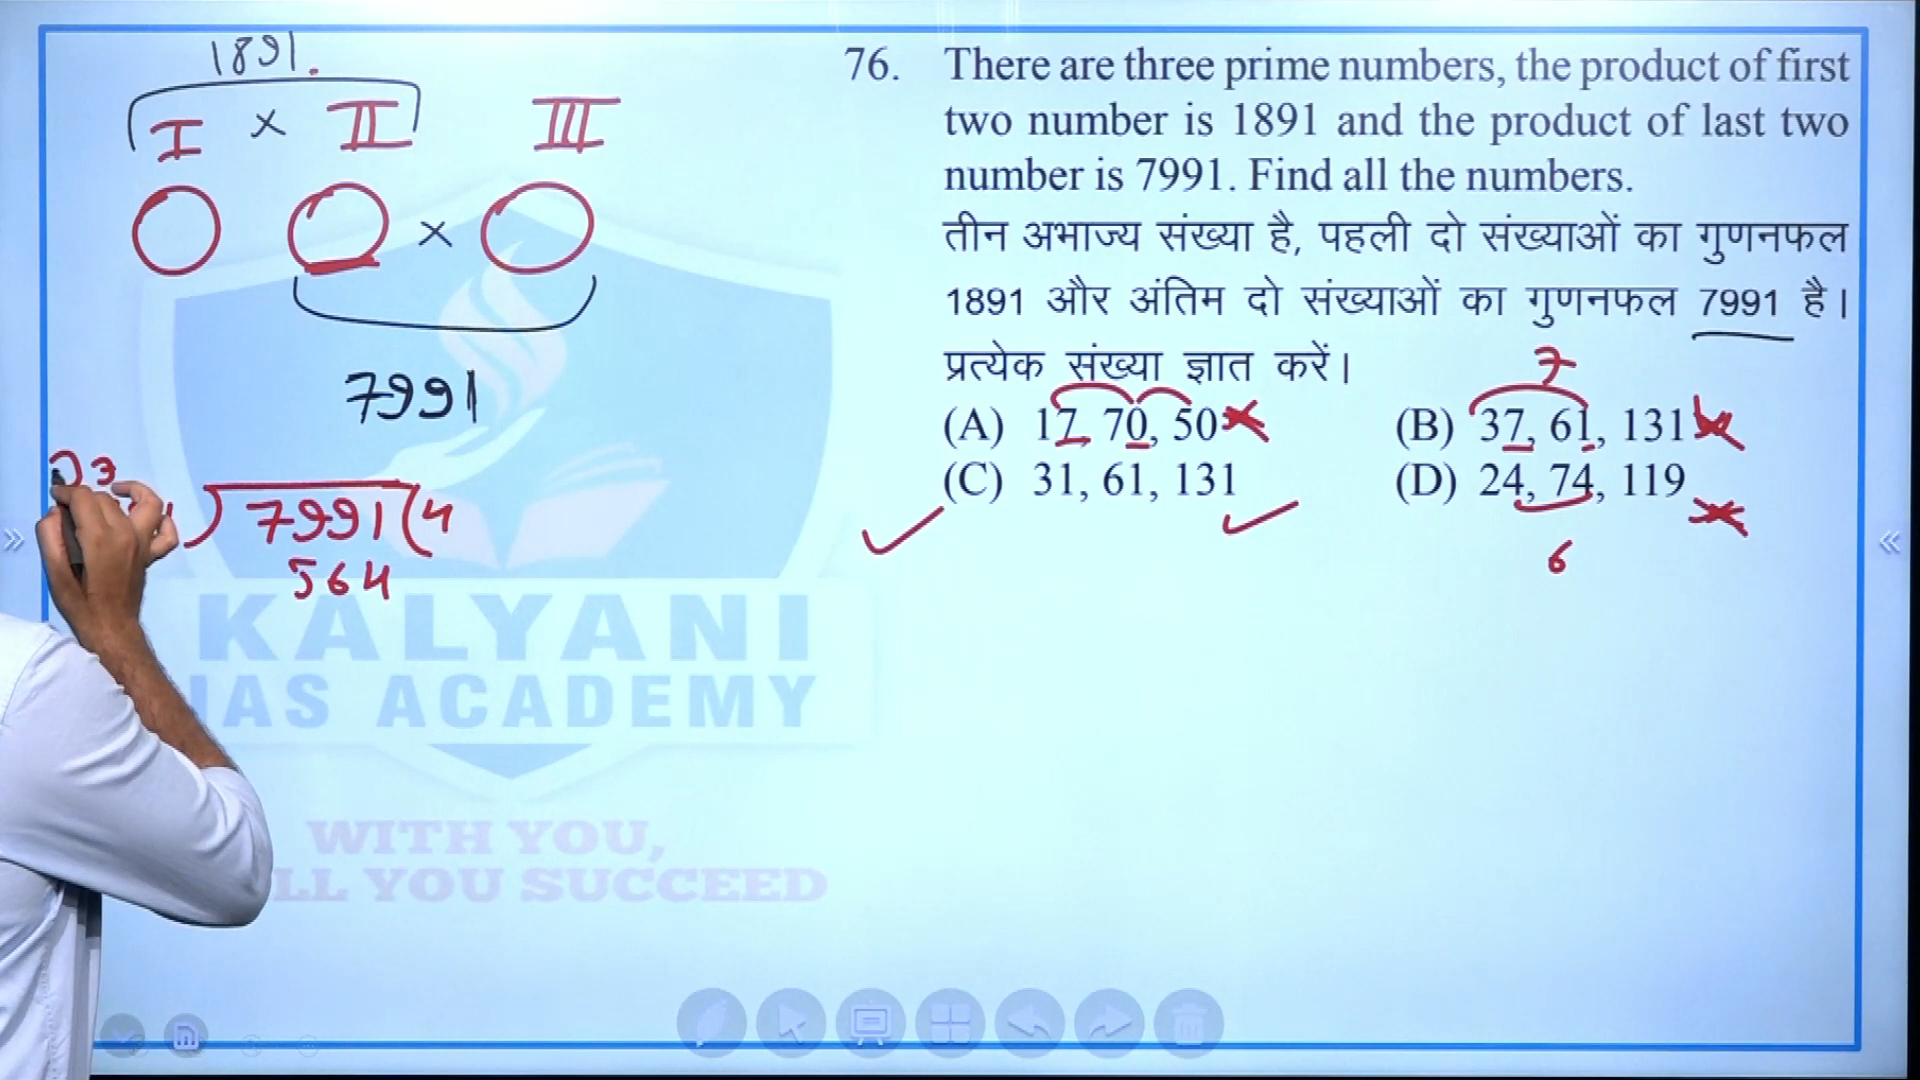 1891.
I × II III
×
7991
3
7991 ( 4
564
76. There are three prime numbers, the product of first
two number is 1891 and the product of last two
number is 7991. Find all the numbers.
तीन अभाज्य संख्या है, पहली दो संख्याओं का गुणनफल
1891 और अंतिम दो संख्याओं का गुणनफल 7991 है।
प्रत्येक संख्या ज्ञात करें।
7
(A) 17, 70, 50 (B) 37, 61, 131
(C) 31, 61, 131 (D) 24, 74, 119
6
KALYANI
IAS ACADEMY
WITH YOU,
LL YOU SUCCEED